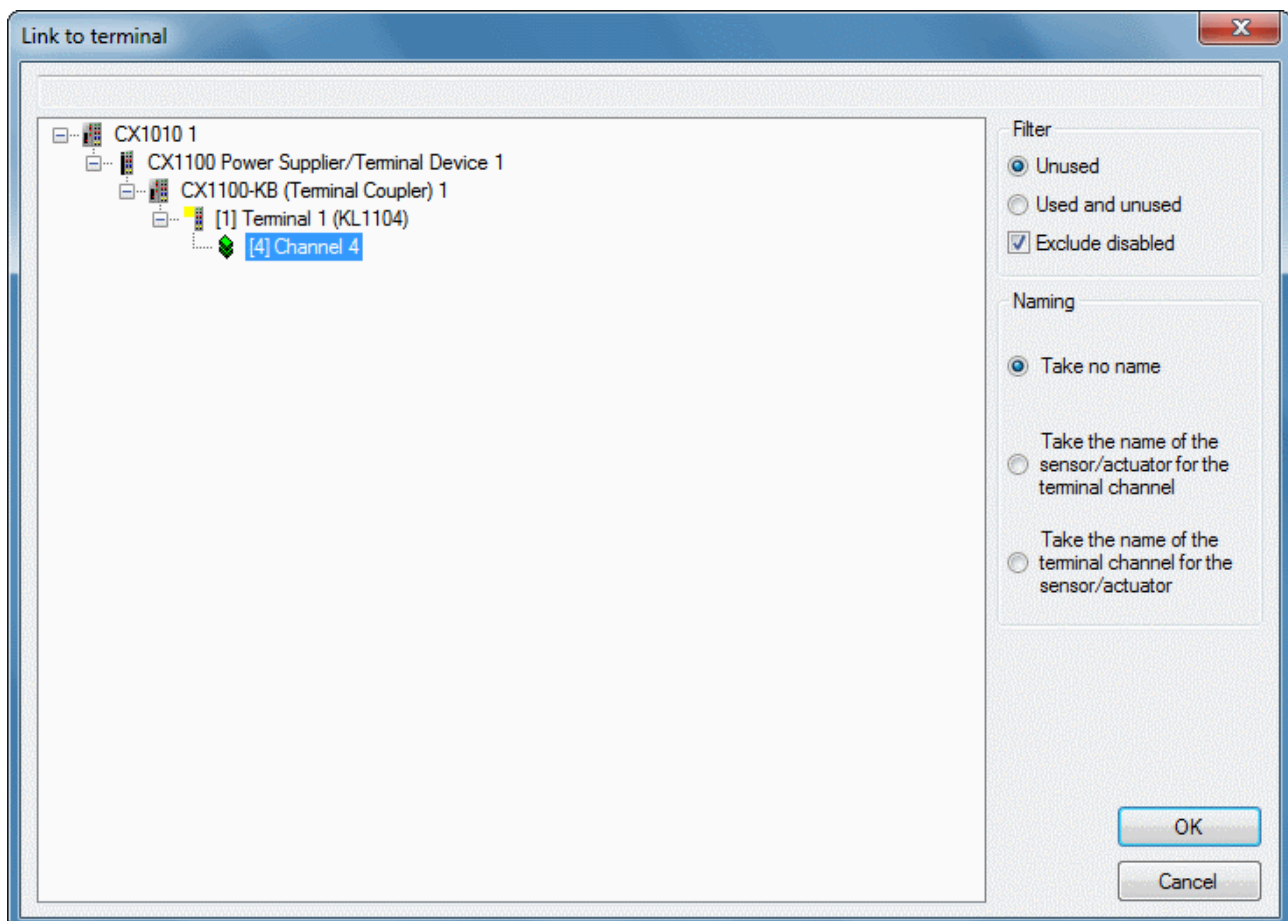 Link to terminal
CX1010 1
CX1100 Power Supplier/Terminal Device 1
CX1100-KB (Terminal Coupler) 1
[1] Terminal 1 (KL1104)
[4] Channel 4
Filter
Unused
Used and unused
Exclude disabled
Naming
Take no name
Take the name of the
sensor/actuator for the
terminal channel
Take the name of the
terminal channel for the
sensor/actuator
OK
Cancel